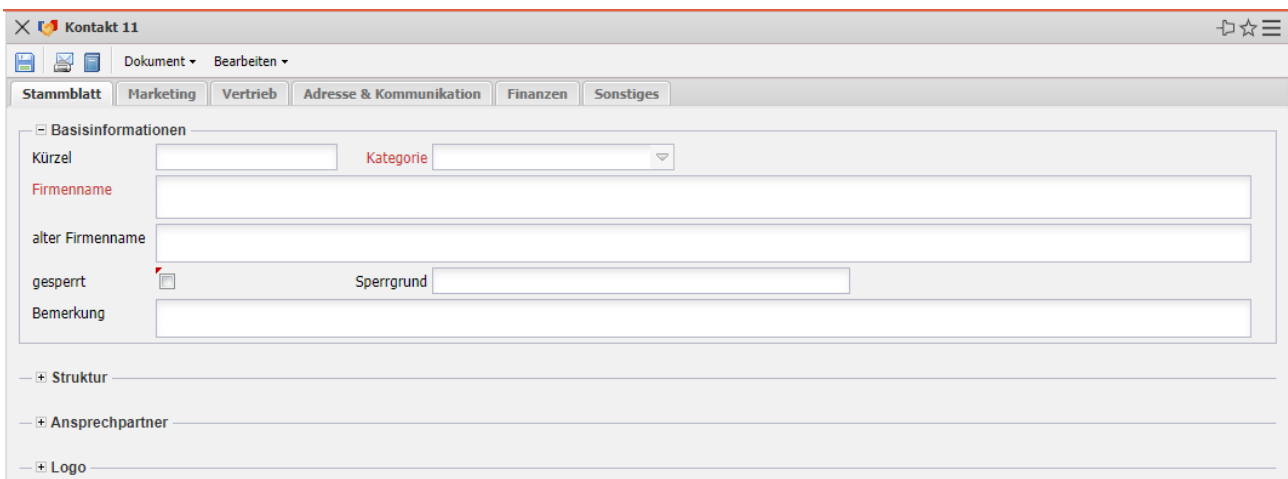 Kontakt 11
Dokument Bearbeiten
Stammblatt Marketing Vertrieb Adresse & Kommunikation Finanzen Sonstiges
Basisinformationen
Kürzel Kategorie
Firmenname
alter Firmenname
gesperrt Sperrgrund
Bemerkung
Struktur
Ansprechpartner
Logo